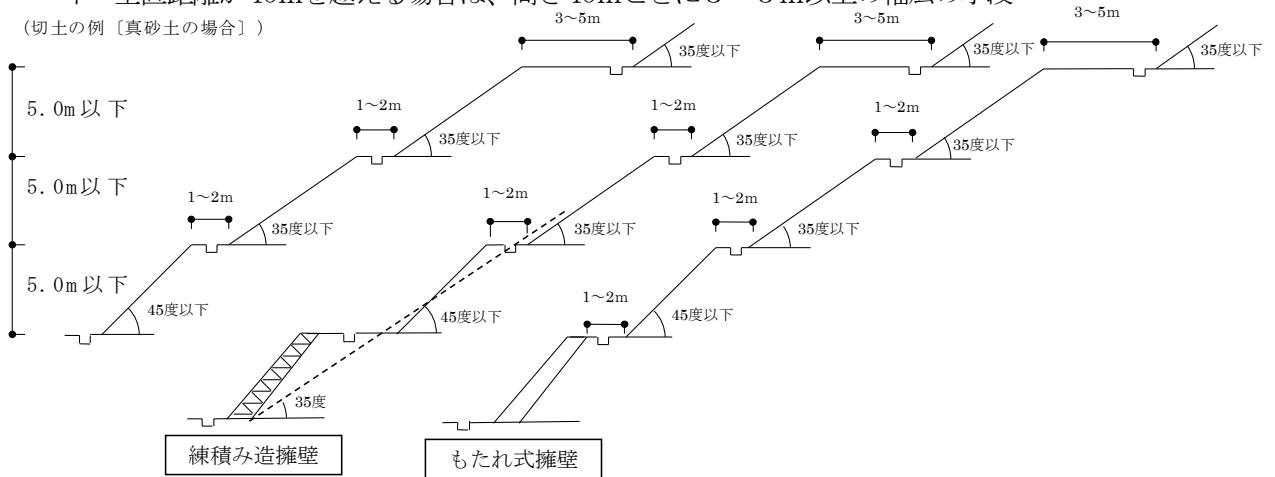 (切土の例〔真砂土の場合〕)
3～5m
3～5m
3～5m
35度以下
35度以下
35度以下
5.0m以下
1～2m
1～2m
1～2m
35度以下
35度以下
35度以下
5.0m以下
1～2m
1～2m
1～2m
35度以下
35度以下
35度以下
5.0m以下
45度以下
45度以下
1～2m
45度以下
35度
練積み造擁壁
もたれ式擁壁